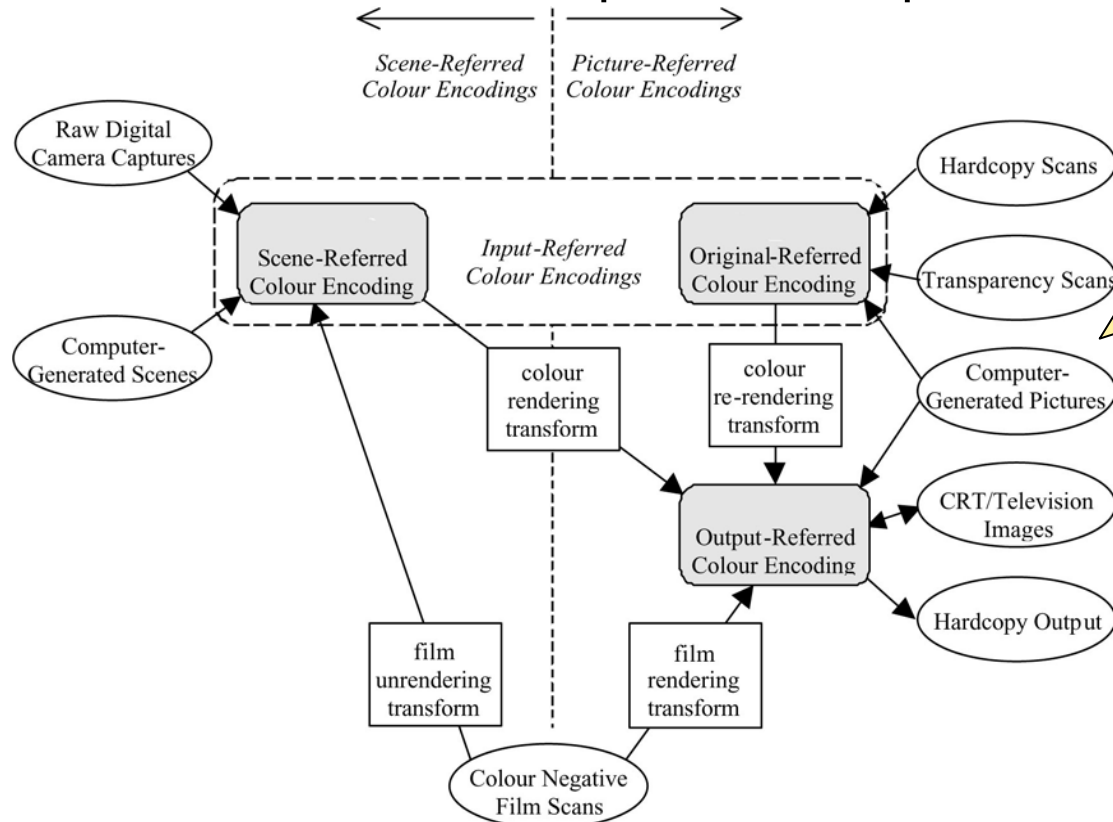 Scene-Referred
Colour Encodings
Picture-Referred
Colour Encodings
Raw Digital
Camera Captures
Hardcopy Scans
Scene-Referred
Colour Encoding
Input-Referred
Colour Encodings
Original-Referred
Colour Encoding
Transparency Scans
Computer-
Generated Scenes
colour
rendering
transform
colour
re-rendering
transform
Computer-
Generated Pictures
Output-Referred
Colour Encoding
CRT/Television
Images
Hardcopy Output
film
unrendering
transform
film
rendering
transform
Colour Negative
Film Scans